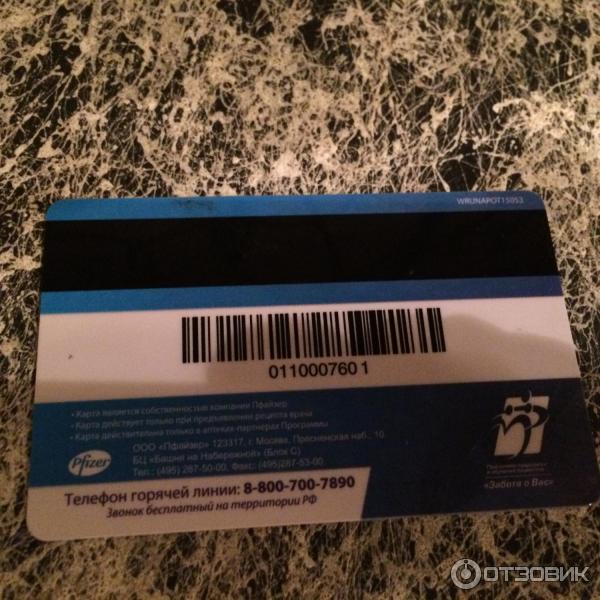 WRUNAPOT15053
0110007601
• Карта является собственностью компании Пфайзер
• Карта действует только при предъявлении рецепта врача
• Карта действительна только в аптеках-партнерах Программы
ООО «Пфайзер» 123317, г. Москва, Пресненская наб., 10.
БЦ «Башня на Набережной» (Блок С)
Тел.: (495) 287-50-00, Факс: (495)287-53-00
Pfizer
«Забота о Вас»
Телефон горячей линии: 8-800-700-7890
Звонок бесплатный на территории РФ
ОТЗОВИК